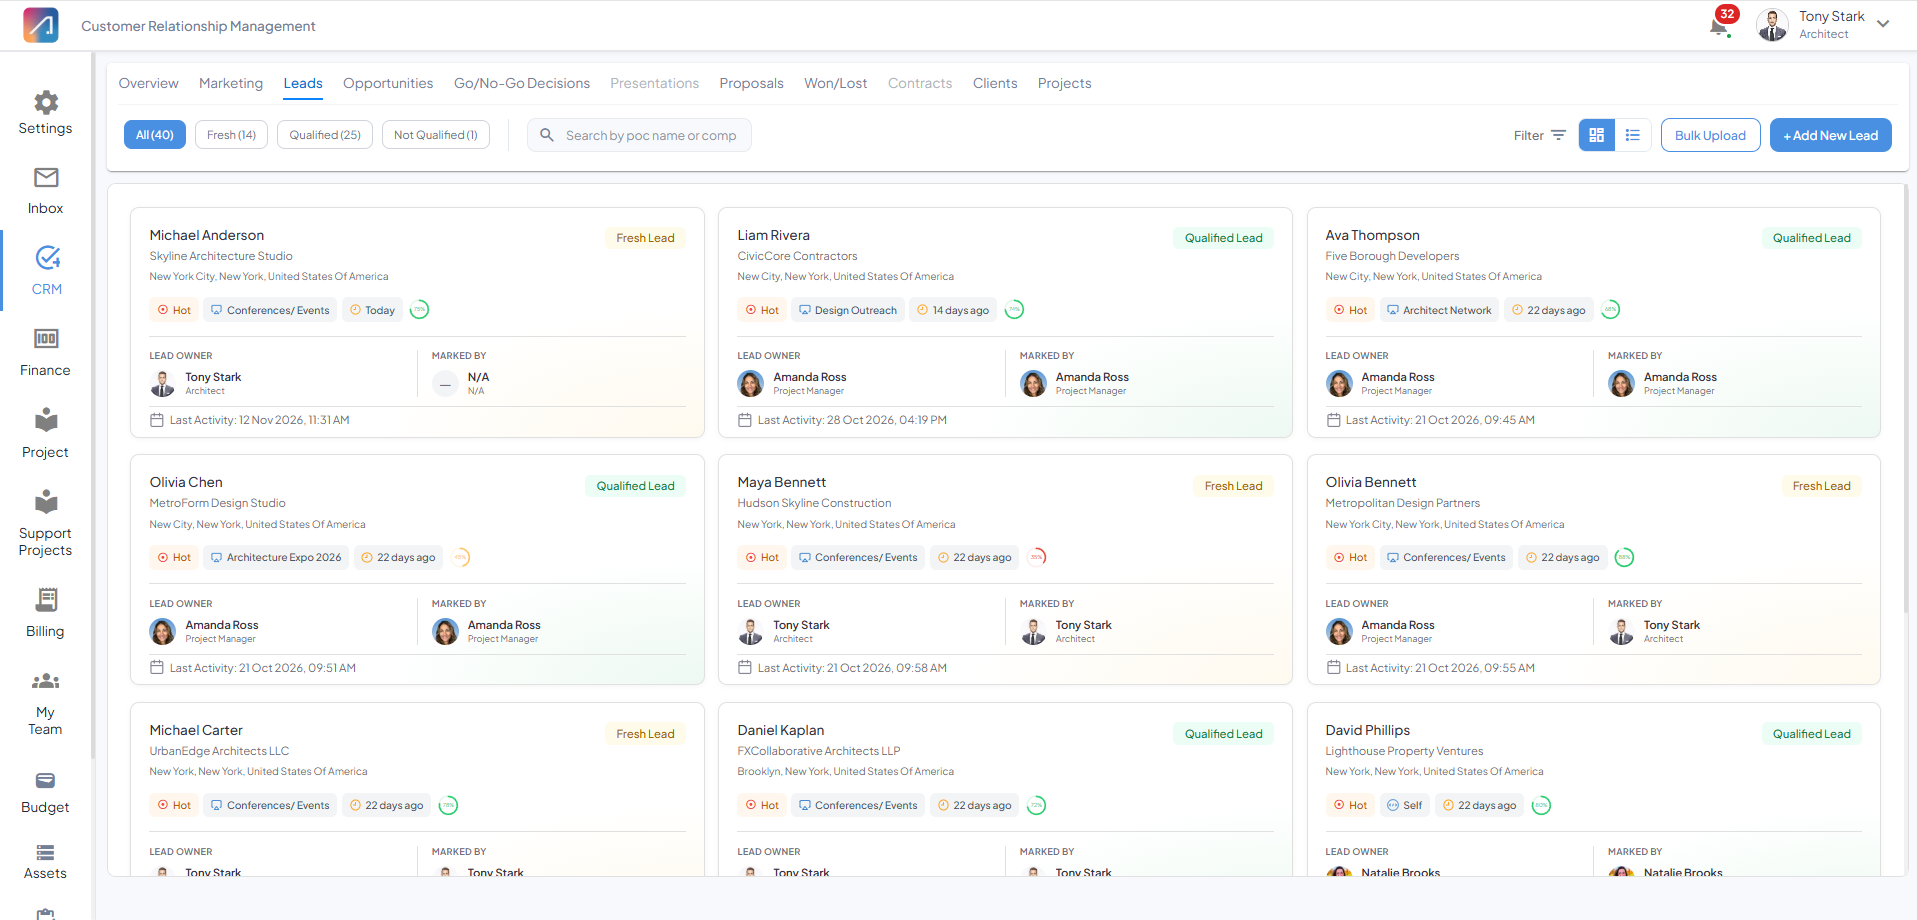 Customer Relationship Management
32
Tony Stark
Architect
Settings
Inbox
CRM
Finance
Project
Support
Projects
Billing
My
Team
Budget
Assets
Overview Marketing Leads Opportunities Go/No-Go Decisions Presentations Proposals Won/Lost Contracts Clients Projects
All (40) Fresh (14) Qualified (25) Not Qualified (1) Search by poc name or comp Filter Bulk Upload + Add New Lead
Michael Anderson
Fresh Lead
Skyline Architecture Studio
New York City, New York, United States Of America
Hot Conferences/ Events Today
LEAD OWNER MARKED BY
Tony Stark N/A
Architect N/A
Last Activity: 12 Nov 2026, 11:31 AM
Liam Rivera
Qualified Lead
CivicCore Contractors
New City, New York, United States Of America
Hot Design Outreach 14 days ago
LEAD OWNER MARKED BY
Amanda Ross Amanda Ross
Project Manager Project Manager
Last Activity: 28 Oct 2026, 04:19 PM
Ava Thompson
Qualified Lead
Five Borough Developers
New City, New York, United States Of America
Hot Architect Network 22 days ago
LEAD OWNER MARKED BY
Amanda Ross Amanda Ross
Project Manager Project Manager
Last Activity: 21 Oct 2026, 09:45 AM
Olivia Chen
Qualified Lead
MetroForm Design Studio
New City, New York, United States Of America
Hot Architecture Expo 2026 22 days ago
LEAD OWNER MARKED BY
Amanda Ross Amanda Ross
Project Manager Project Manager
Last Activity: 21 Oct 2026, 09:51 AM
Maya Bennett
Fresh Lead
Hudson Skyline Construction
New York, New York, United States Of America
Hot Conferences/ Events 22 days ago
LEAD OWNER MARKED BY
Tony Stark Tony Stark
Architect Architect
Last Activity: 21 Oct 2026, 09:58 AM
Olivia Bennett
Fresh Lead
Metropolitan Design Partners
New York City, New York, United States Of America
Hot Conferences/ Events 22 days ago
LEAD OWNER MARKED BY
Amanda Ross Tony Stark
Project Manager Architect
Last Activity: 21 Oct 2026, 09:55 AM
Michael Carter
Fresh Lead
UrbanEdge Architects LLC
New York, New York, United States Of America
Hot Conferences/ Events 22 days ago
LEAD OWNER MARKED BY
Tony Stark Tony Stark
Daniel Kaplan
Qualified Lead
FXCollaborative Architects LLP
Brooklyn, New York, United States Of America
Hot Conferences/ Events 22 days ago
LEAD OWNER MARKED BY
Tony Stark Tony Stark
David Phillips
Qualified Lead
Lighthouse Property Ventures
New York, New York, United States Of America
Hot Self 22 days ago
LEAD OWNER MARKED BY
Natalie Brooks Natalie Brooks